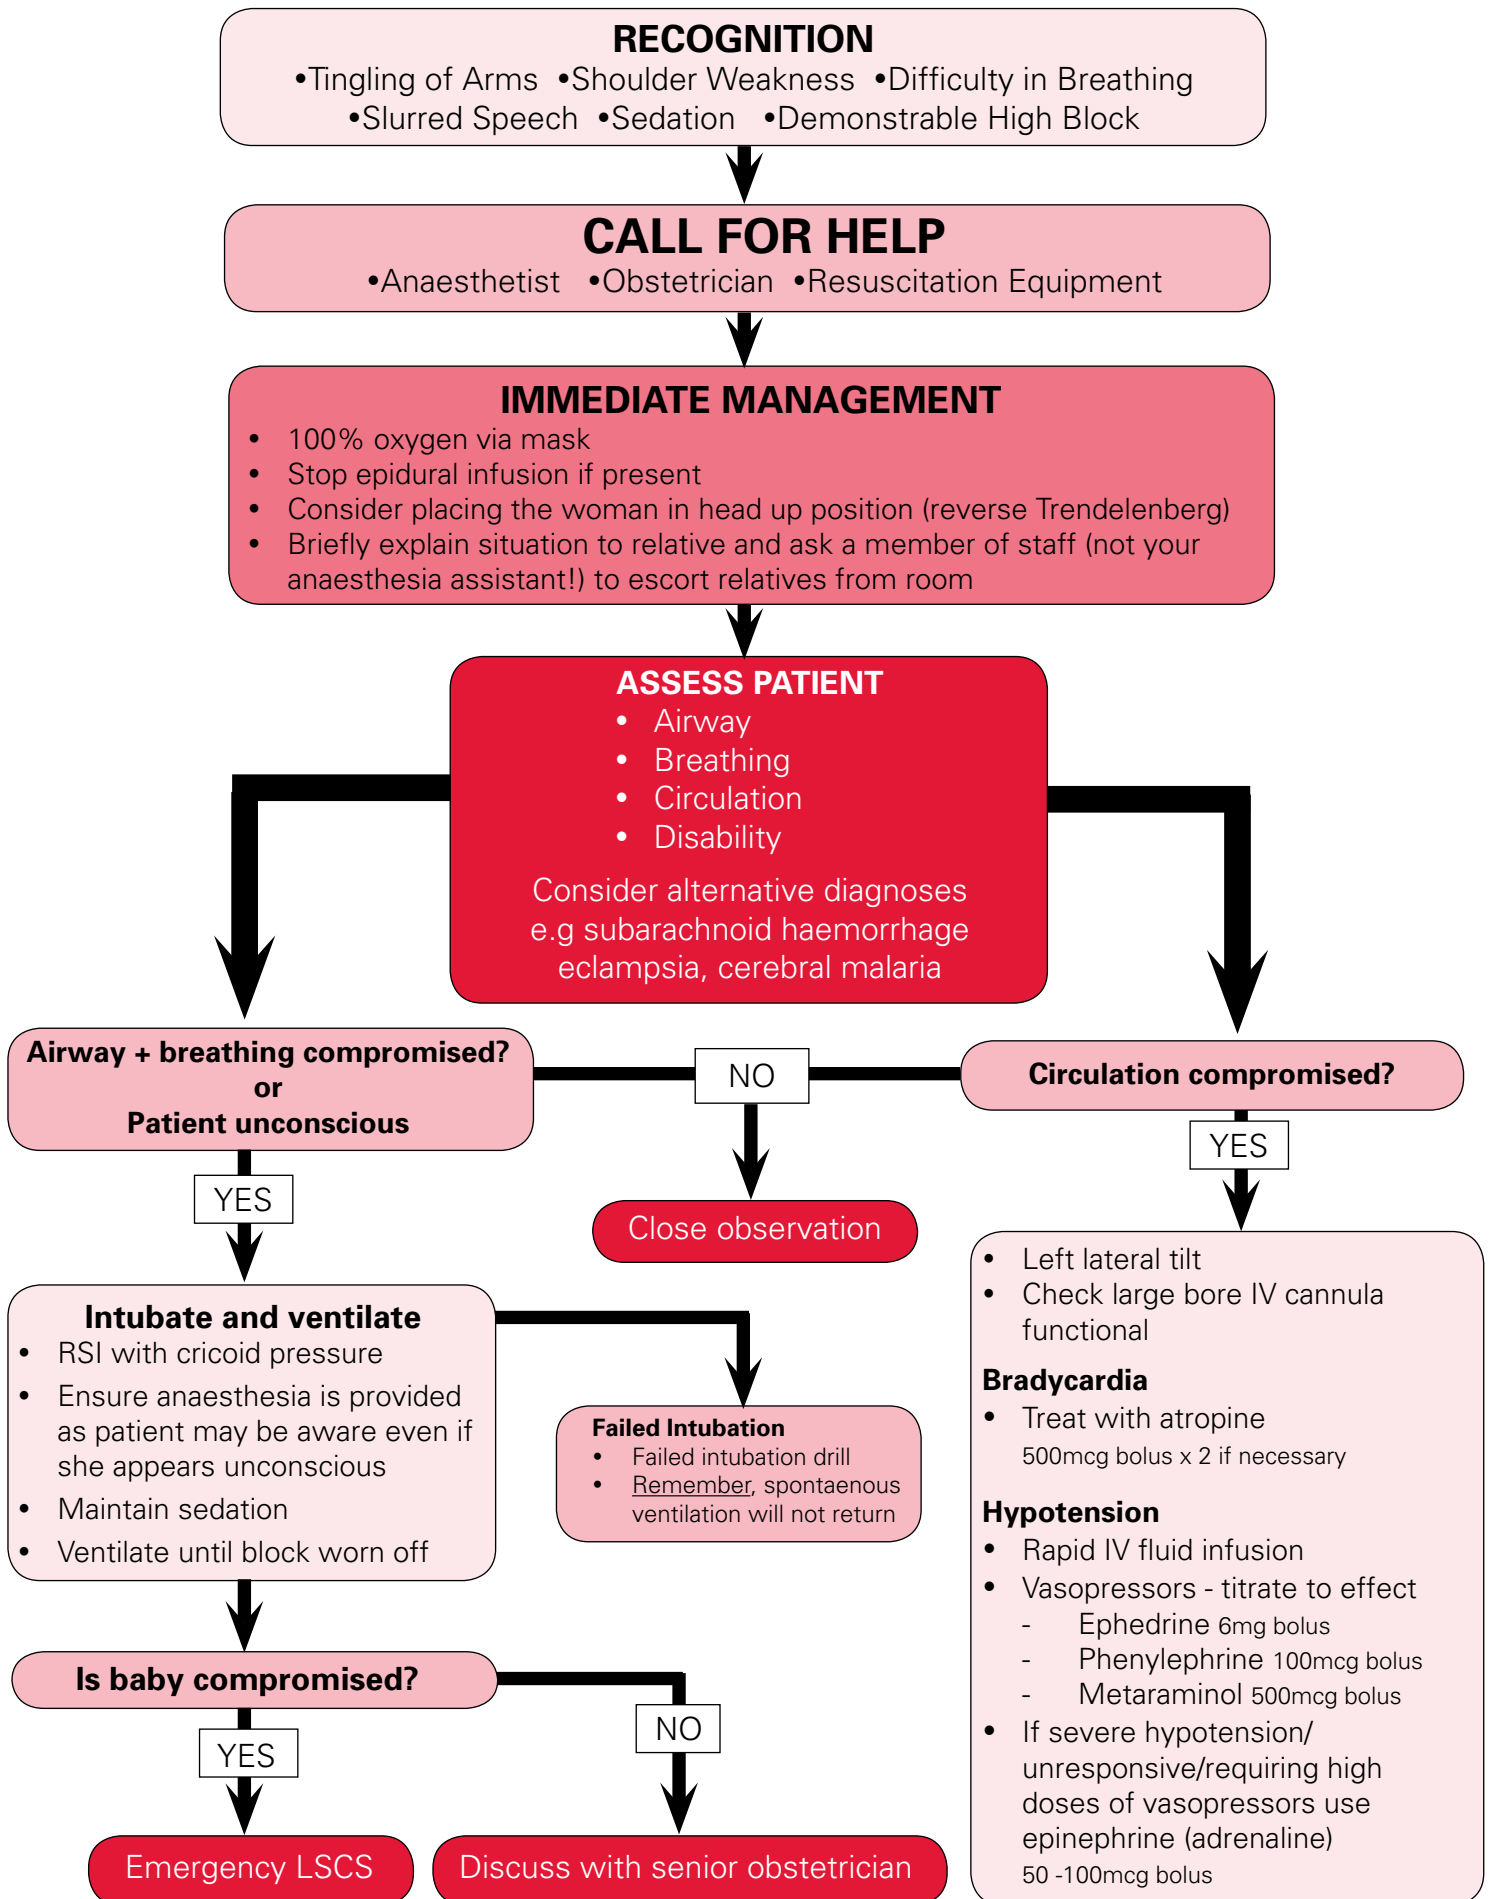 RECOGNITION
•Tingling of Arms •Shoulder Weakness •Difficulty in Breathing
•Slurred Speech •Sedation •Demonstrable High Block
CALL FOR HELP
•Anaesthetist •Obstetrician •Resuscitation Equipment
IMMEDIATE MANAGEMENT
• 100% oxygen via mask
• Stop epidural infusion if present
• Consider placing the woman in head up position (reverse Trendelenberg)
• Briefly explain situation to relative and ask a member of staff (not your
anaesthesia assistant!) to escort relatives from room
ASSESS PATIENT
• Airway
• Breathing
• Circulation
• Disability
Consider alternative diagnoses
e.g subarachnoid haemorrhage
eclampsia, cerebral malaria
Airway + breathing compromised?
or
Patient unconscious
NO
Circulation compromised?
YES
YES
Close observation
Intubate and ventilate
• RSI with cricoid pressure
• Ensure anaesthesia is provided
as patient may be aware even if
she appears unconscious
• Maintain sedation
• Ventilate until block worn off
Failed Intubation
• Failed intubation drill
• Remember, spontaenous
ventilation will not return
• Left lateral tilt
• Check large bore IV cannula
functional
Bradycardia
• Treat with atropine
500mcg bolus x 2 if necessary
Hypotension
• Rapid IV fluid infusion
• Vasopressors - titrate to effect
- Ephedrine 6mg bolus
- Phenylephrine 100mcg bolus
- Metaraminol 500mcg bolus
• If severe hypotension/
unresponsive/requiring high
doses of vasopressors use
epinephrine (adrenaline)
50 -100mcg bolus
Is baby compromised?
YES
NO
Emergency LSCS
Discuss with senior obstetrician